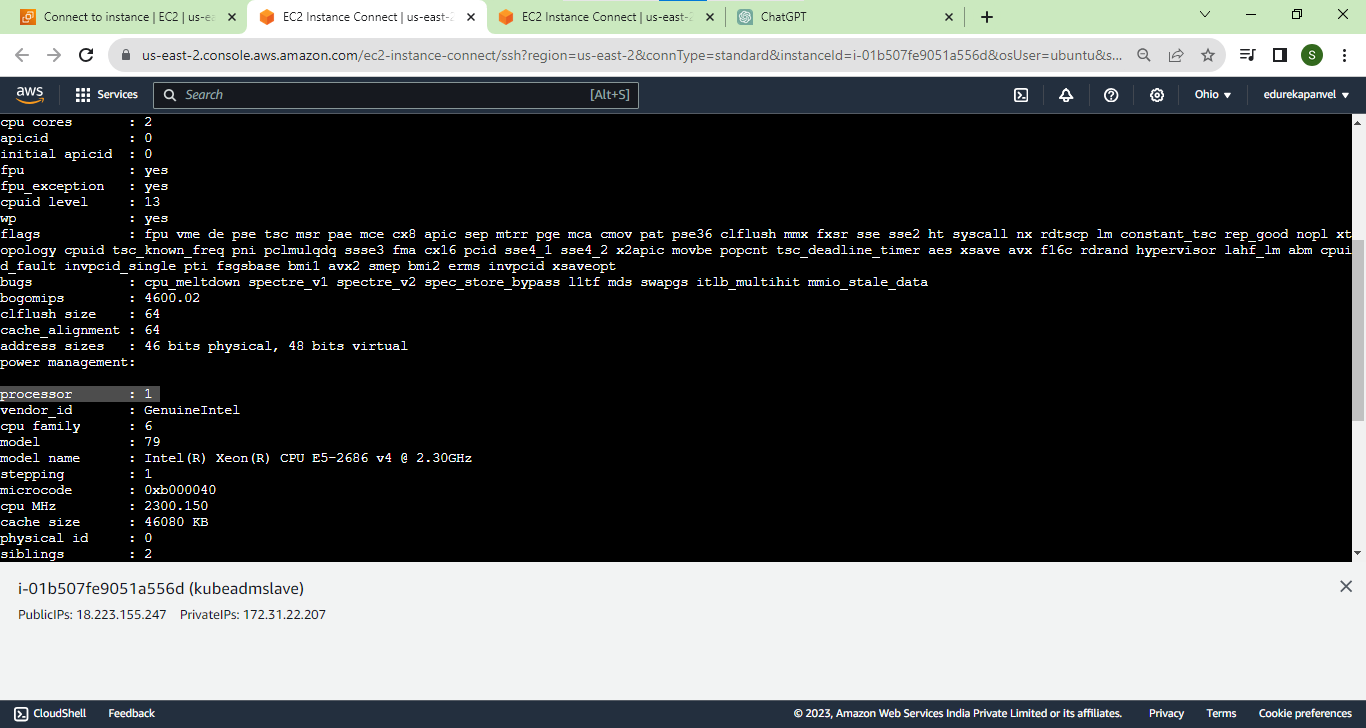 Connect to instance | EC2 | us-ea
EC2 Instance Connect | us-east-2
EC2 Instance Connect | us-east-2
ChatGPT
us-east-2.console.aws.amazon.com/ec2-instance-connect/ssh?region=us-east-2&connType=standard&instanceId=i-01b507fe9051a556d&osUser=ubuntu&s...
S
aws
Services
Search
[Alt+S]
Ohio
edurekapanvel
cpu cores : 2
apicid : 0
initial apicid : 0
fpu : yes
fpu_exception : yes
cpuid level : 13
wp : yes
flags : fpu vme de pse tsc msr pae mce cx8 apic sep mtrr pge mca cmov pat pse36 clflush mmx fxsr sse sse2 ht syscall nx rdtscp lm constant_tsc rep_good nopl xt
opology cpuid tsc_known_freq pni pclmulqdq ssse3 fma cx16 pcid sse4_1 sse4_2 x2apic movbe popcnt tsc_deadline_timer aes xsave avx f16c rdrand hypervisor lahf_lm abm cpui
d_fault invpcid_single pti fsgsbase bmi1 avx2 smep bmi2 erms invpcid xsaveopt
bugs : cpu_meltdown spectre_v1 spectre_v2 spec_store_bypass l1tf mds swapgs itlb_multihit mmio_stale_data
bogomips : 4600.02
clflush size : 64
cache_alignment : 64
address sizes : 46 bits physical, 48 bits virtual
power management:
processor : 1
vendor_id : GenuineIntel
cpu family : 6
model : 79
model name : Intel(R) Xeon(R) CPU E5-2686 v4 @ 2.30GHz
stepping : 1
microcode : 0xb000040
cpu MHz : 2300.150
cache size : 46080 KB
physical id : 0
siblings : 2
i-01b507fe9051a556d (kubeadmslave)
PublicIPs: 18.223.155.247 PrivateIPs: 172.31.22.207
CloudShell
Feedback
© 2023, Amazon Web Services India Private Limited or its affiliates.
Privacy
Terms
Cookie preferences